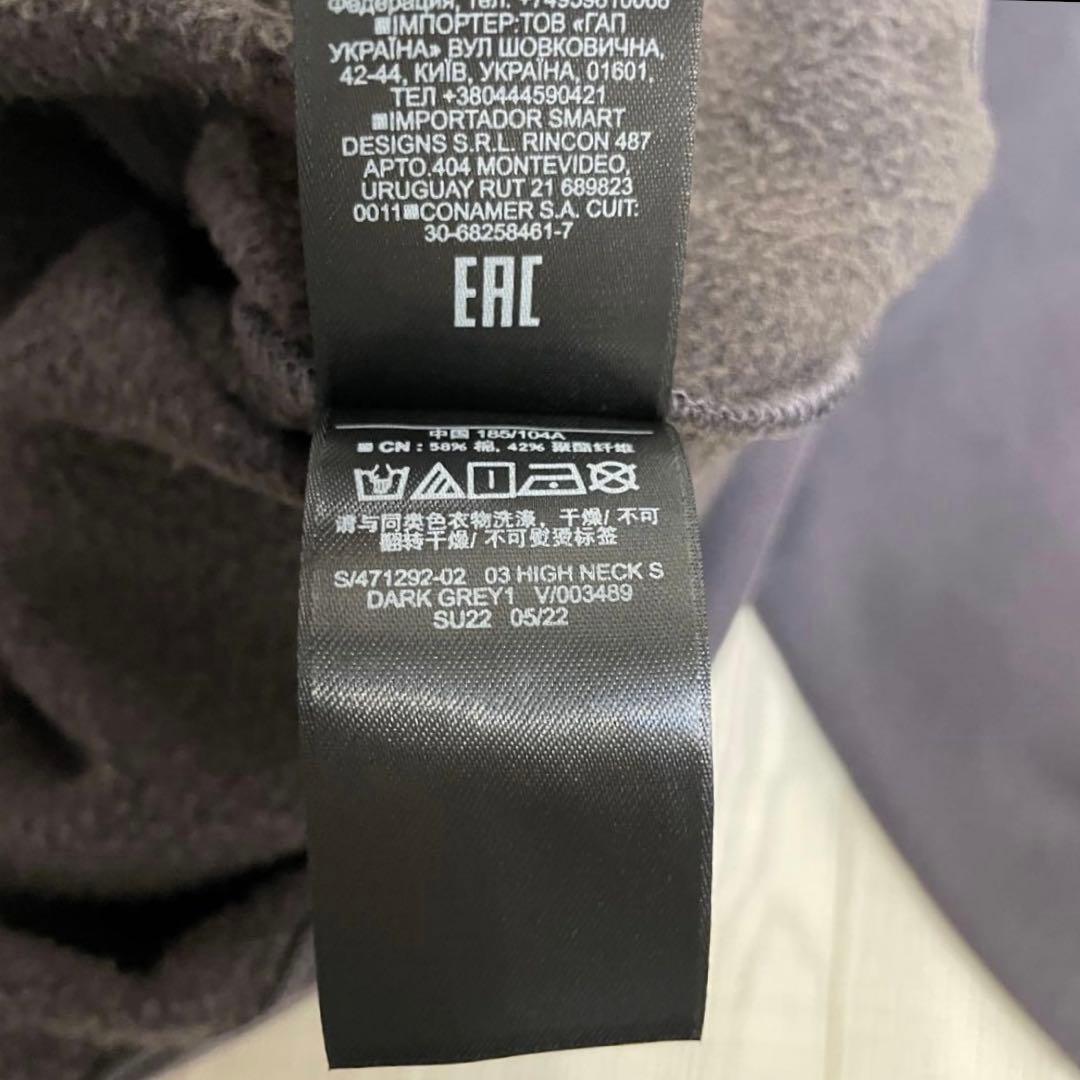 Федерация, тел. +74959610066
ІМПОРТЕР:ТОВ «ГАП
УКРАЇНА» ВУЛ ШОВКОВИЧНА,
42-44, КИЇВ, УКРАЇНА, 01601,
ТЕЛ +380444590421
IMPORTADOR SMART
DESIGNS S.R.L. RINCON 487
APTO.404 MONTEVIDEO,
URUGUAY RUT 21 689823
0011 CONAMER S.A. CUIT:
30-68258461-7
EAC
中国 185/104A
CN : 58% 棉, 42% 聚酯纤维
请与同类色衣物洗涤, 干燥/ 不可
翻转干燥/ 不可熨烫标签
S/471292-02 03 HIGH NECK S
DARK GREY1 V/003489
SU22 05/22